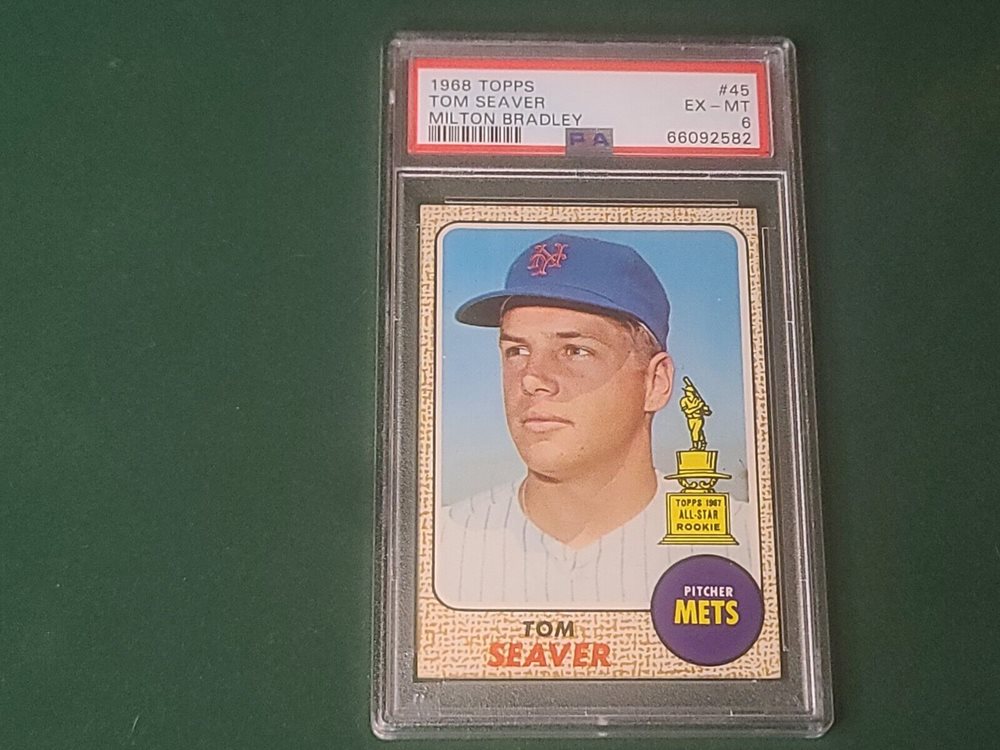 1968 TOPPS #45
TOM SEAVER EX - MT
MILTON BRADLEY 6
66092582
NY
TOPPS 1967
ALL-STAR
ROOKIE
PITCHER
METS
TOM
SEAVER